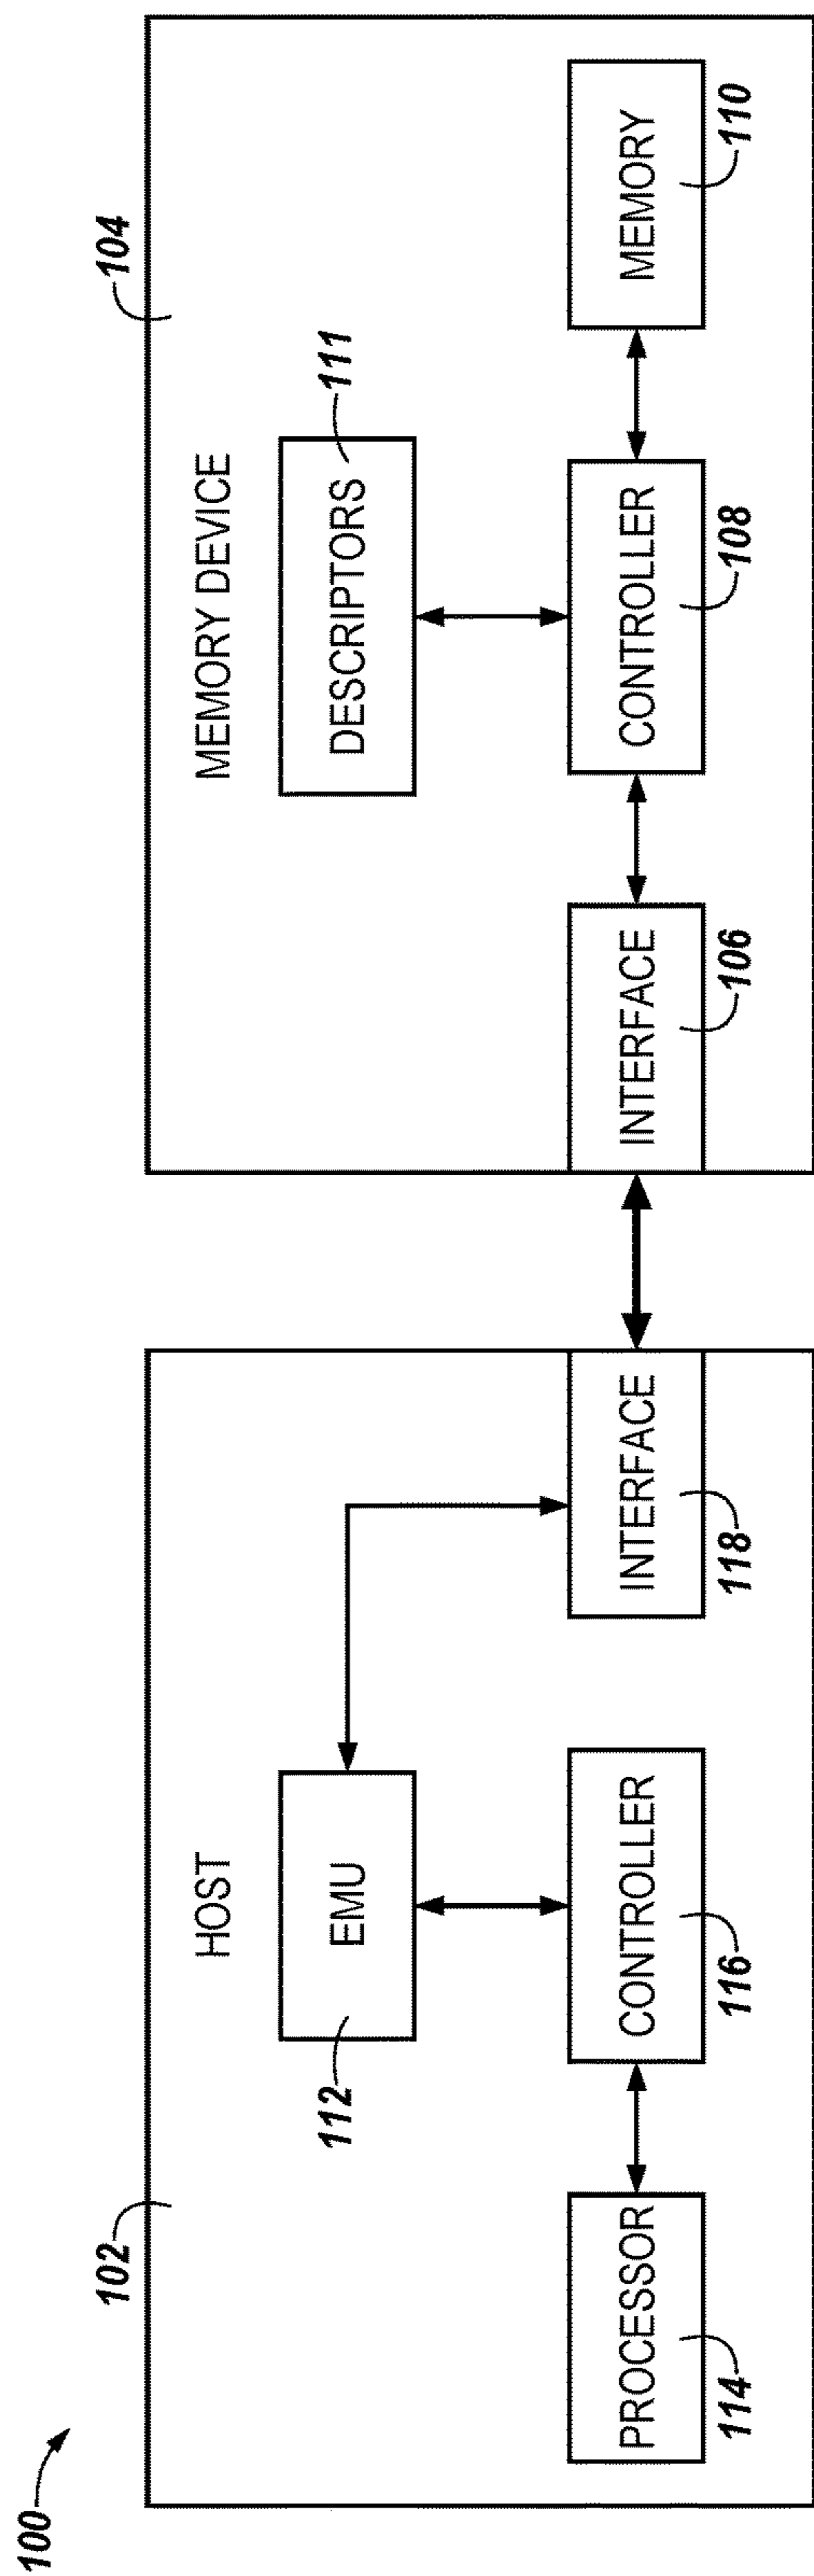 100
102
HOST
112
EMU
PROCESSOR
114
CONTROLLER
116
INTERFACE
118
104
MEMORY DEVICE
DESCRIPTORS
111
INTERFACE
106
CONTROLLER
108
MEMORY
110